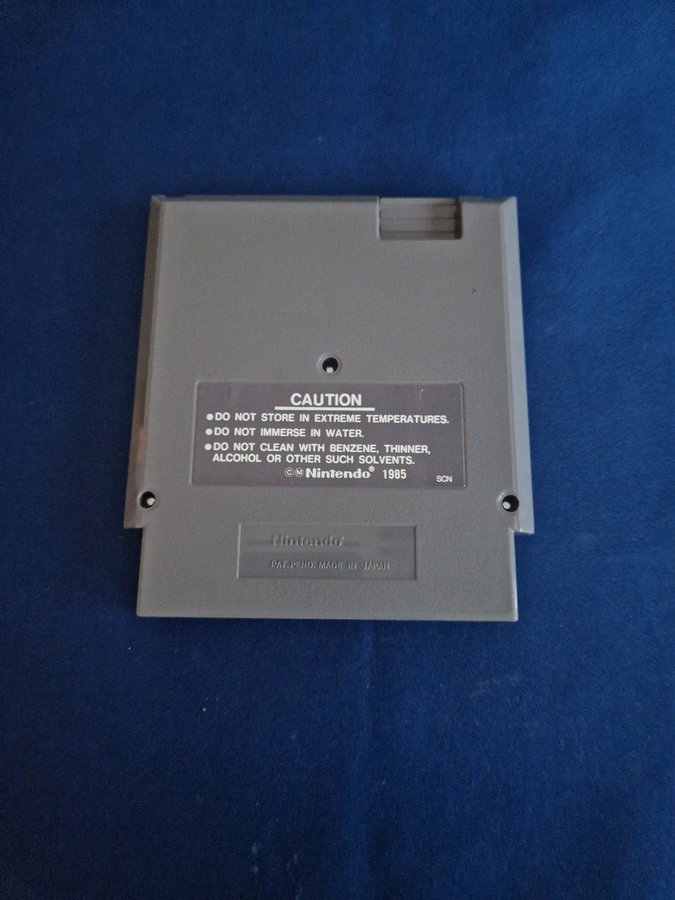 CAUTION
●DO NOT STORE IN EXTREME TEMPERATURES.
●DO NOT IMMERSE IN WATER.
●DO NOT CLEAN WITH BENZENE, THINNER,
ALCOHOL OR OTHER SUCH SOLVENTS.
©Ⓜ Nintendo® 1985
SCN
Nintendo®
PAT. PEND. MADE IN JAPAN